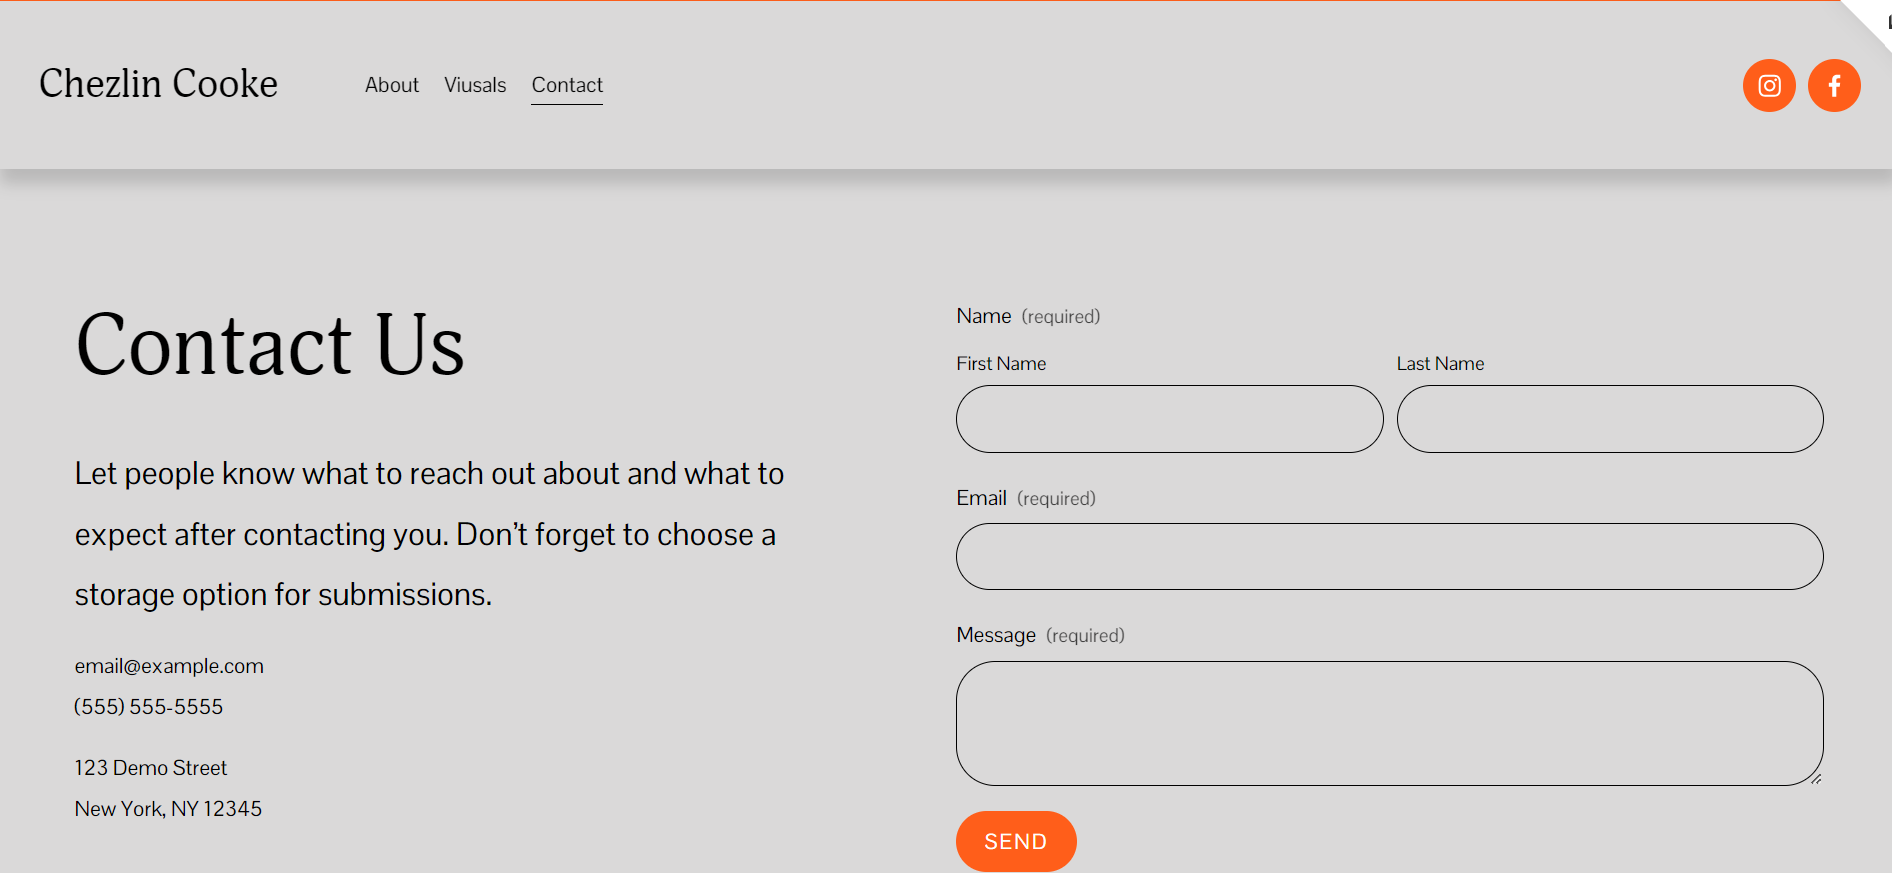 Chezlin Cooke
About
Viusals
Contact
Contact Us
Let people know what to reach out about and what to
expect after contacting you. Don’t forget to choose a
storage option for submissions.
email@example.com
(555) 555-5555
123 Demo Street
New York, NY 12345
Name (required)
First Name
Last Name
Email (required)
Message (required)
SEND